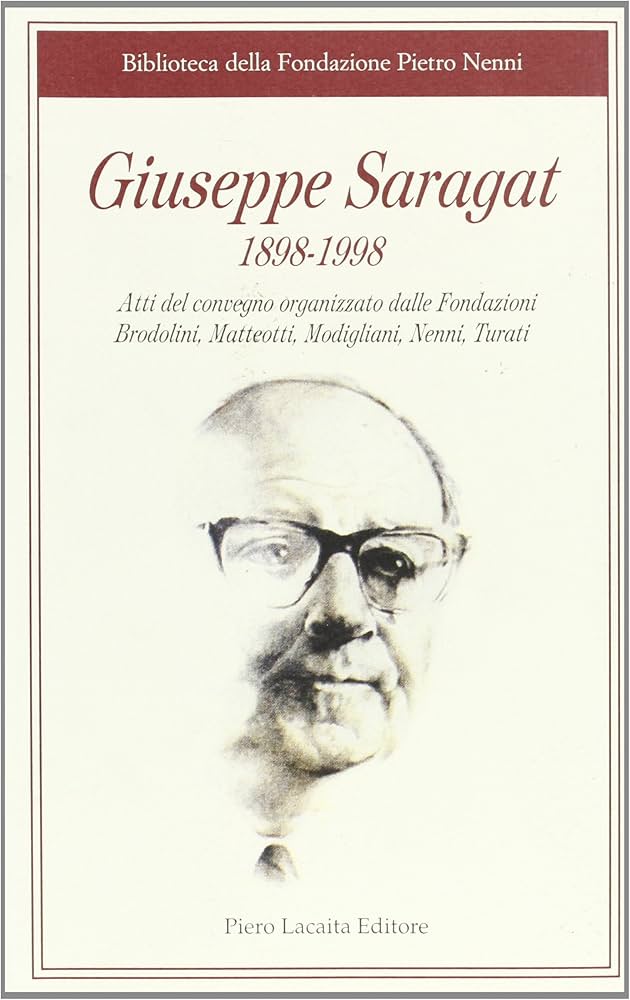 Biblioteca della Fondazione Pietro Nenni
Giuseppe Saragat
1898-1998
Atti del convegno organizzato dalle Fondazioni
Brodolini, Matteotti, Modigliani, Nenni, Turati
Piero Lacaita Editore